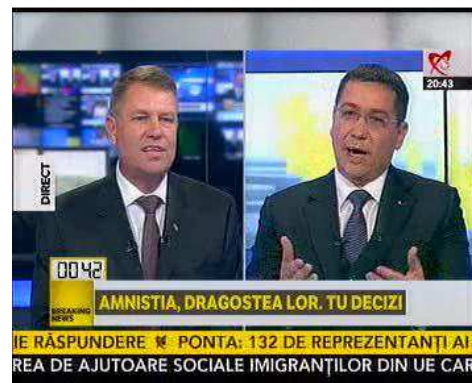 20:43
DIRECT
00:42
BREAKING NEWS
AMNISTIA, DRAGOSTEA LOR. TU DECIZI
IE RĂSPUNDERE PONTA: 132 DE REPREZENTANȚI AI
REA DE AJUTOARE SOCIALE IMIGRANȚILOR DIN UE CAR